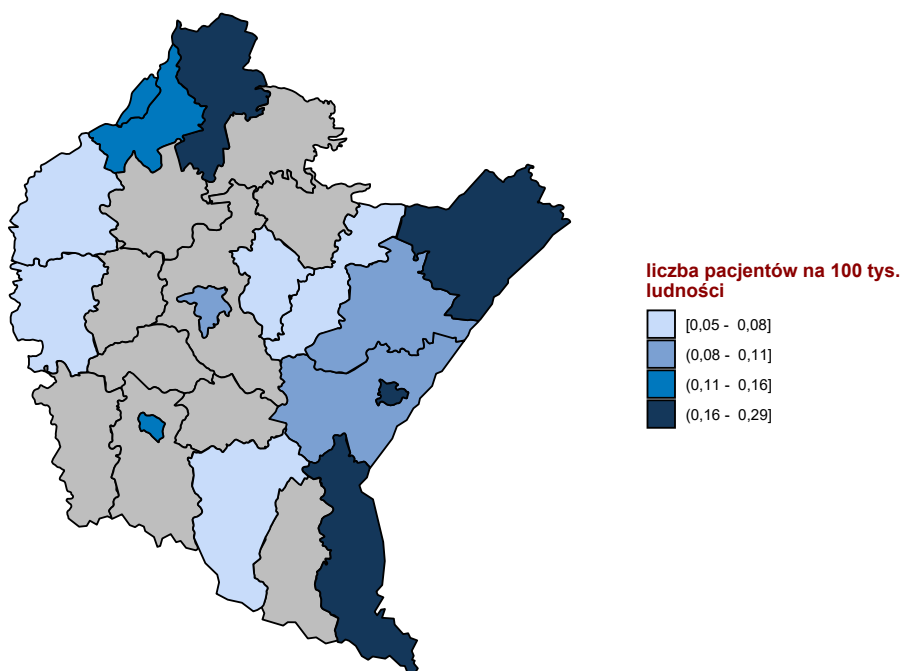 liczba pacjentów na 100 tys.
ludności
[0,05 - 0,08]
(0,08 - 0,11]
(0,11 - 0,16]
(0,16 - 0,29]